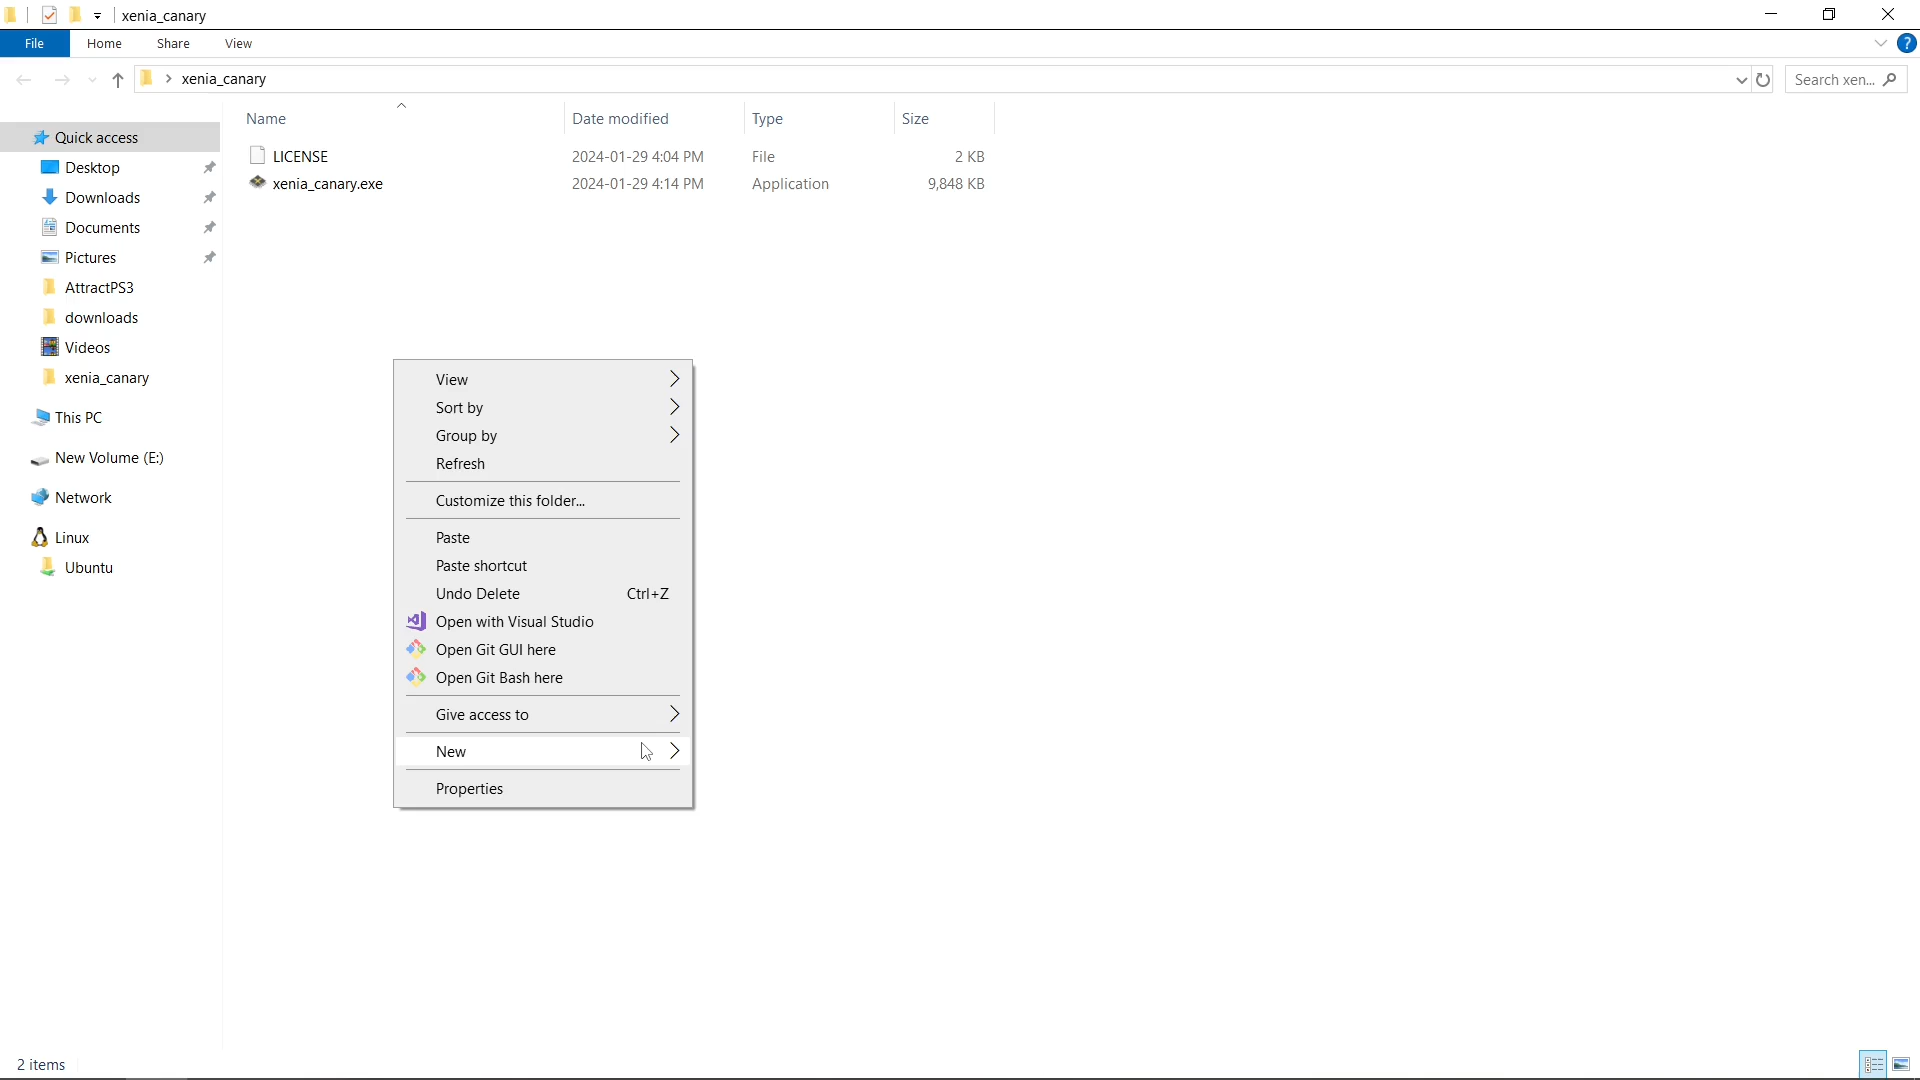 xenia_canary
File Home Share View
xenia_canary
Search xen...
Name Date modified Type Size
LICENSE 2024-01-29 4:04 PM File 2 KB
xenia_canary.exe 2024-01-29 4:14 PM Application 9,848 KB
Quick access
Desktop
Downloads
Documents
Pictures
AttractPS3
downloads
Videos
xenia_canary
This PC
New Volume (E:)
Network
Linux
Ubuntu
View
Sort by
Group by
Refresh
Customize this folder...
Paste
Paste shortcut
Undo Delete Ctrl+Z
Open with Visual Studio
Open Git GUI here
Open Git Bash here
Give access to
New
Properties
2 items